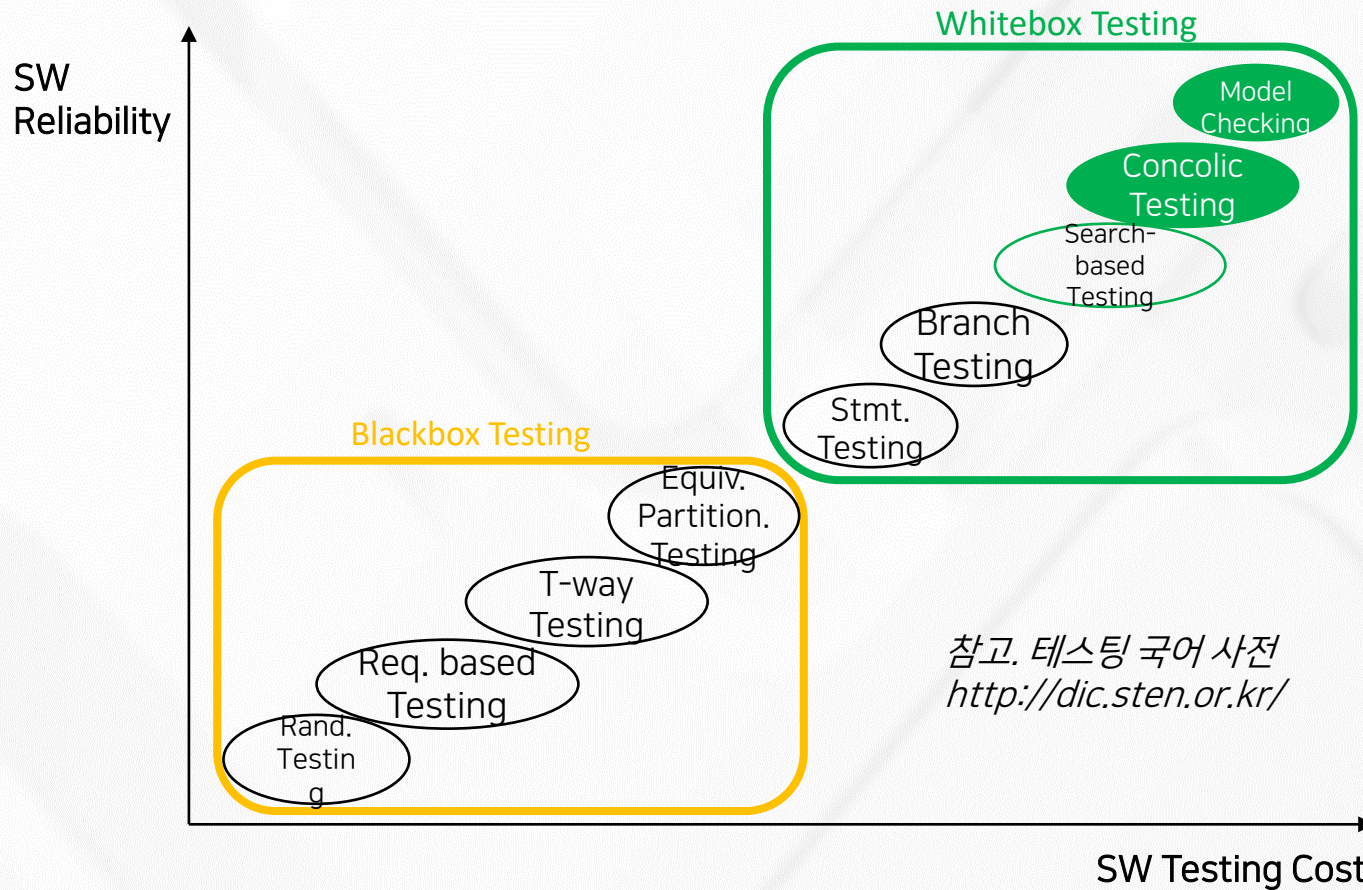 Whitebox Testing
SW
Reliability
Model
Checking
Concolic
Testing
Search-
based
Testing
Branch
Testing
Stmt.
Testing
Blackbox Testing
Equiv.
Partition.
Testing
T-way
Testing
Req. based
Testing
Rand.
Testin
g
참고. 테스팅 국어 사전
http://dic.sten.or.kr/
SW Testing Cost